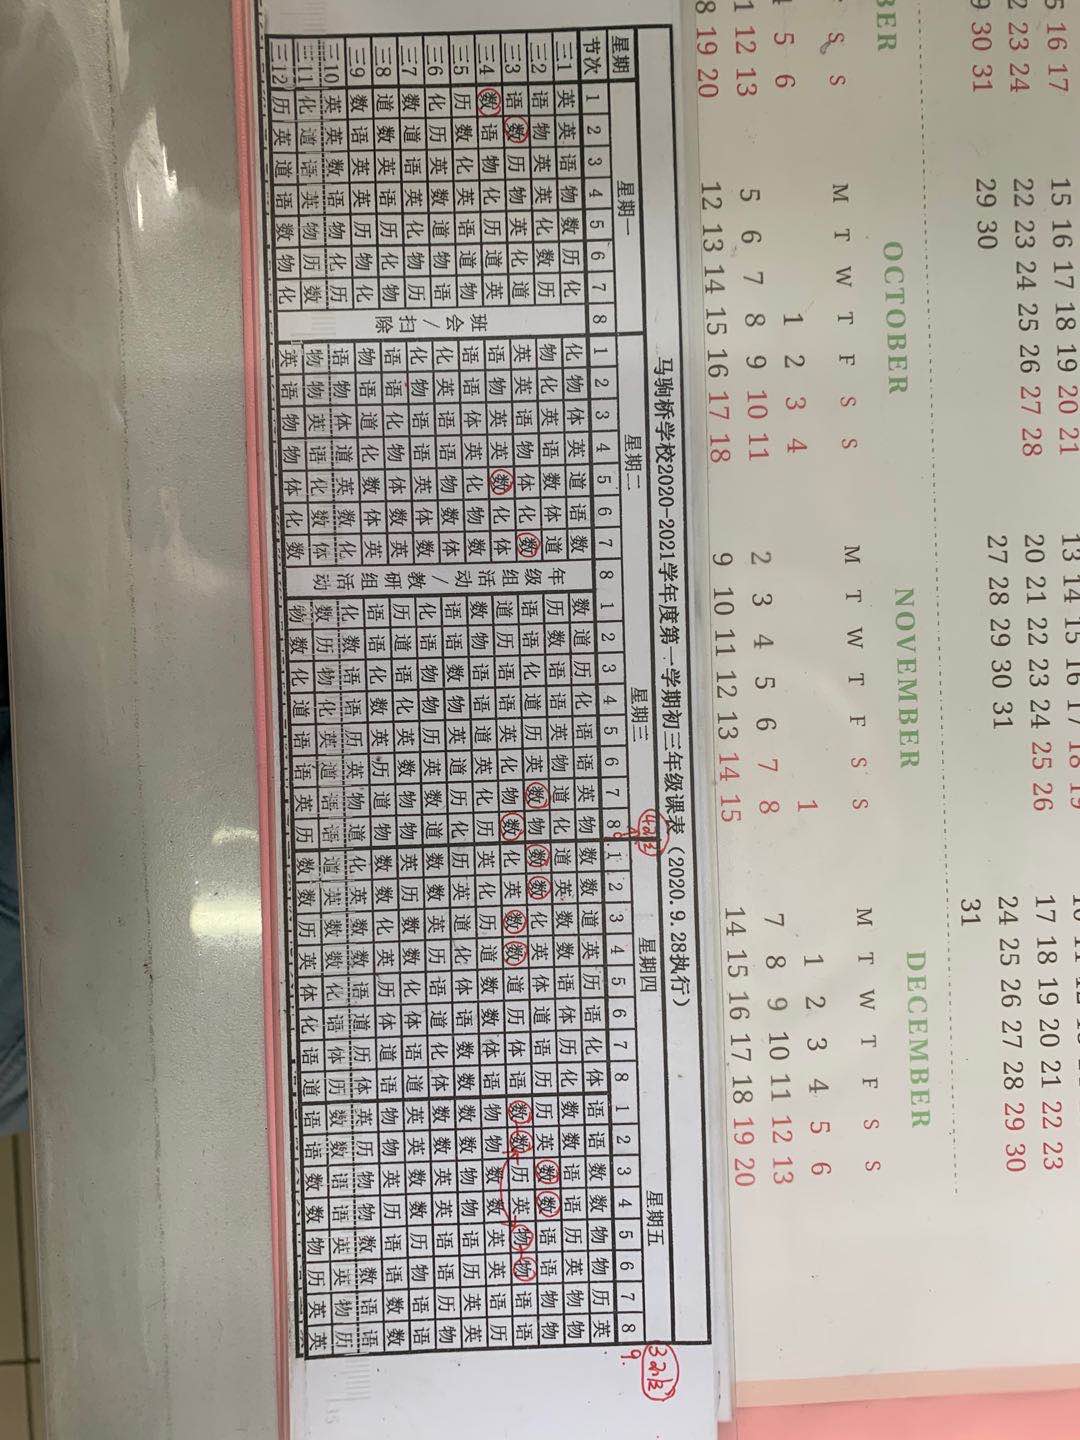 5 16 17 15 16 17 18 19 20 21 13 14 15 16 17 18 19
23 24 22 23 24 25 26 27 28 20 21 22 23 24 25 26 17 18 19 20 21 22 23
30 31 29 30 27 28 29 30 31 24 25 26 27 28 29 30
31
BER OCTOBER NOVEMBER DECEMBER
S S M T W T F S S M T W T F S S M T W T F S S
5 6 1 2 3 4 1 1 2 3 4 5 6
12 13 5 6 7 8 9 10 11 2 3 4 5 6 7 8 7 8 9 10 11 12 13
19 20 12 13 14 15 16 17 18 9 10 11 12 13 14 15 14 15 16 17 18 19 20
马驹桥学校2020-2021学年度第一学期初三年级课表（2020.9.28执行）
星期 星期一 星期二 星期三 星期四 星期五
节次 1 2 3 4 5 6 7 8 1 2 3 4 5 6 7 8 1 2 3 4 5 6 7 8 1 2 3 4 5 6 7 8 1 2 3 4 5 6 7 8
三1 英 英 语 物 数 历 化 化 物 体 英 道 语 数 数 道 历 化 语 语 英 物 数 数 道 英 历 语 化 体 语 语 数 数 物 物 历 英
三2 语 物 英 英 化 数 历 物 化 英 语 数 体 道 历 数 语 语 英 物 道 化 道 英 数 数 语 体 历 化 数 数 语 语 历 英 物 物
三3 语 数 历 物 英 化 道 英 英 语 物 体 化 数 语 语 化 道 历 英 数 物 数 数 化 英 体 道 语 历 历 英 数 数 语 语 物 物
三4 数 语 物 化 历 道 英 语 物 英 英 数 化 体 道 历 语 语 英 化 物 数 化 英 数 数 道 历 体 语 数 数 历 英 物 物 语 语
三5 历 数 化 英 语 道 物 语 语 体 英 化 物 数 数 物 语 语 道 英 化 历 英 化 历 道 数 数 体 语 物 物 数 数 英 英 语 历
三6 化 历 英 数 道 物 语 化 英 语 语 物 数 体 语 语 数 物 英 道 历 化 历 英 道 化 体 语 数 数 数 数 物 物 语 历 英 英
三7 数 道 语 英 化 物 历 化 物 语 语 英 体 数 化 语 物 物 历 英 数 道 数 数 英 历 语 道 化 体 数 数 英 英 语 语 历 物
三8 道 数 英 语 历 化 物 语 语 化 物 体 数 英 历 道 语 化 英 数 物 物 英 历 数 数 化 体 语 道 英 英 数 数 历 物 语 语
三9 数 语 英 英 历 物 化 物 语 道 化 数 体 英 语 语 化 数 英 历 道 物 数 数 化 英 历 体 道 语 物 物 英 历 语 语 数 数
三10 英 英 数 语 物 化 历 语 物 体 道 英 数 化 化 数 语 语 历 英 物 道 化 英 数 数 语 道 历 体 英 历 物 物 数 数 语 语
三11 化 道 语 英 物 历 数 物 物 英 语 化 数 体 数 历 物 化 英 道 语 语 道 英 数 数 化 语 体 历 数 数 语 语 英 英 物 历
三12 历 英 道 语 数 物 化 英 语 物 物 体 化 数 物 数 化 道 语 语 英 历 数 数 历 英 体 化 语 道 语 语 数 数 物 历 英 英
班会/扫除
年级组活动/教研组活动
9.